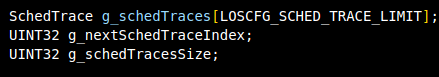 SchedTrace g_schedTraces[LOSCFG_SCHED_TRACE_LIMIT];
UINT32 g_nextSchedTraceIndex;
UINT32 g_schedTracesSize;